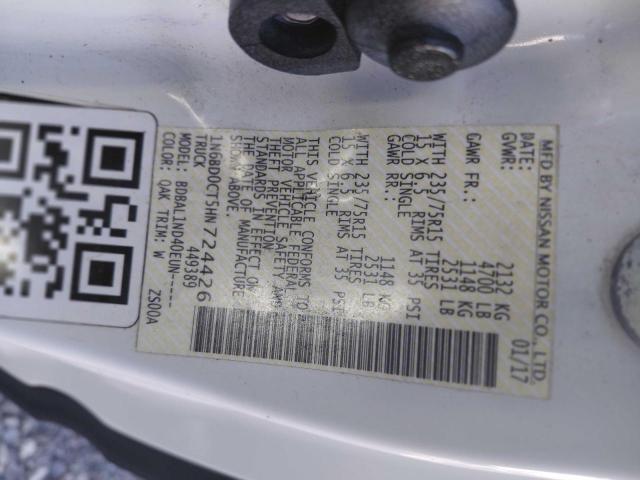 MFD BY NISSAN MOTOR CO., LTD.
DATE: 01/17
GVWR: 2132 KG
4700 LB
GAWR FR.: 1148 KG
2531 LB
WITH 235/75R15 TIRES
15 X 6.5 RIMS AT 35 PSI
COLD SINGLE
GAWR RR.: 1148 KG
2531 LB
WITH 235/75R15 TIRES
15 X 6.5 RIMS AT 35 PSI
COLD SINGLE
THIS VEHICLE CONFORMS TO
ALL APPLICABLE FEDERAL
MOTOR VEHICLE SAFETY AND
THEFT PREVENTION
STANDARDS IN EFFECT ON
THE DATE OF MANUFACTURE
SHOWN ABOVE.
1N6BD0CT5HN724426
TRUCK 449389
MODEL: BDBAL1ND4DEUN-----
COLOR: QAK TRIM: W ZS00A